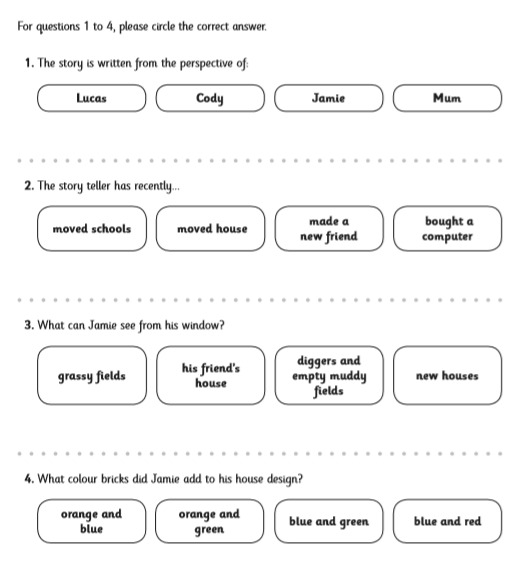 For questions 1 to 4, please circle the correct answer.
1. The story is written from the perspective of:
Lucas
Cody
Jamie
Mum
2. The story teller has recently...
moved schools
moved house
made a
new friend
bought a
computer
3. What can Jamie see from his window?
grassy fields
his friend's
house
diggers and
empty muddy
fields
new houses
4. What colour bricks did Jamie add to his house design?
orange and
blue
orange and
green
blue and green
blue and red